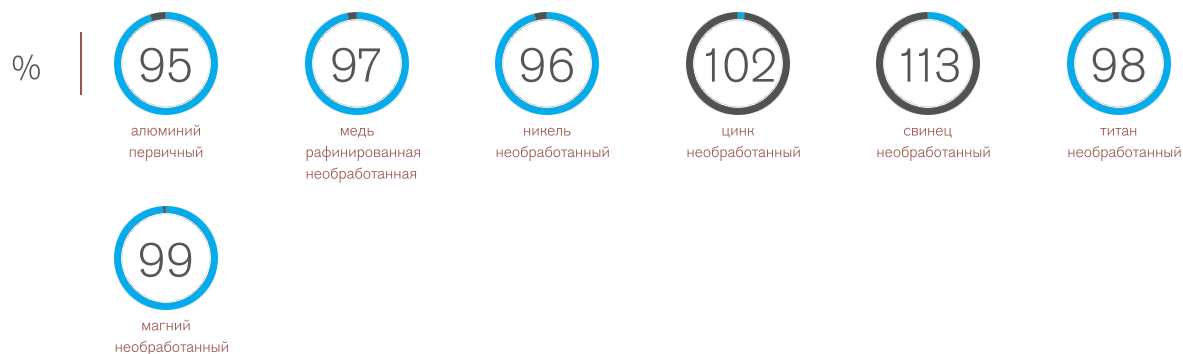 %
95
алюминий
первичный
97
медь
рафинированная
необработанная
96
никель
необработанный
102
цинк
необработанный
113
свинец
необработанный
98
титан
необработанный
99
магний
необработанный